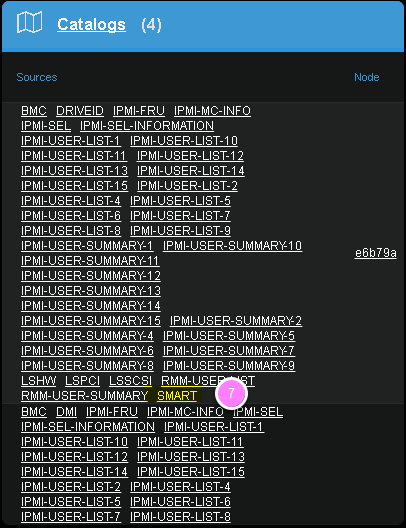 Catalogs (4)
Sources Node
BMC DRIVEID IPMI-FRU IPMI-MC-INFO
IPMI-SEL IPMI-SEL-INFORMATION
IPMI-USER-LIST-1 IPMI-USER-LIST-10
IPMI-USER-LIST-11 IPMI-USER-LIST-12
IPMI-USER-LIST-13 IPMI-USER-LIST-14
IPMI-USER-LIST-15 IPMI-USER-LIST-2
IPMI-USER-LIST-4 IPMI-USER-LIST-5
IPMI-USER-LIST-6 IPMI-USER-LIST-7
IPMI-USER-LIST-8 IPMI-USER-LIST-9
IPMI-USER-SUMMARY-1 IPMI-USER-SUMMARY-10
e6b79a
IPMI-USER-SUMMARY-11
IPMI-USER-SUMMARY-12
IPMI-USER-SUMMARY-13
IPMI-USER-SUMMARY-14
IPMI-USER-SUMMARY-15 IPMI-USER-SUMMARY-2
IPMI-USER-SUMMARY-4 IPMI-USER-SUMMARY-5
IPMI-USER-SUMMARY-6 IPMI-USER-SUMMARY-7
IPMI-USER-SUMMARY-8 IPMI-USER-SUMMARY-9
LSHW LSPCI LSSCSI RMM-USER-LIST
RMM-USER-SUMMARY SMART 7
BMC DMI IPMI-FRU IPMI-MC-INFO IPMI-SEL
IPMI-SEL-INFORMATION IPMI-USER-LIST-1
IPMI-USER-LIST-10 IPMI-USER-LIST-11
IPMI-USER-LIST-12 IPMI-USER-LIST-13
IPMI-USER-LIST-14 IPMI-USER-LIST-15
IPMI-USER-LIST-2 IPMI-USER-LIST-4
IPMI-USER-LIST-5 IPMI-USER-LIST-6
IPMI-USER-LIST-7 IPMI-USER-LIST-8